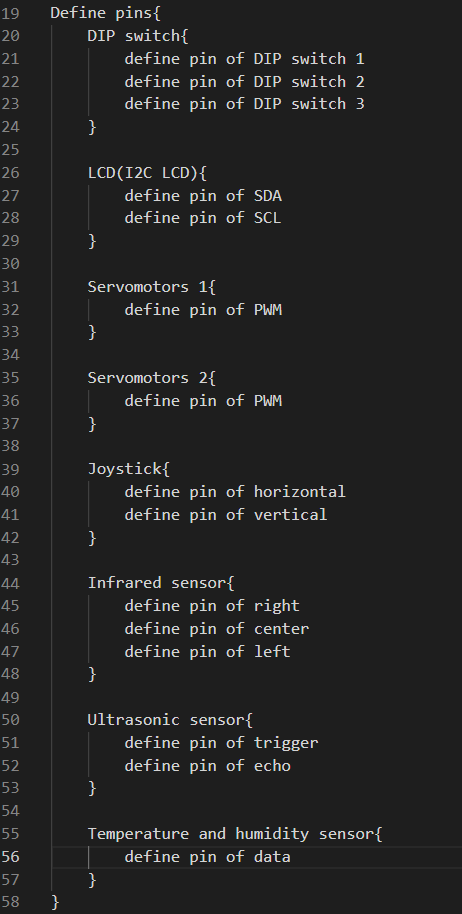 19 Define pins{
20     DIP switch{
21         define pin of DIP switch 1
22         define pin of DIP switch 2
23         define pin of DIP switch 3
24     }
25
26     LCD(I2C LCD){
27         define pin of SDA
28         define pin of SCL
29     }
30
31     Servomotors 1{
32         define pin of PWM
33     }
34
35     Servomotors 2{
36         define pin of PWM
37     }
38
39     Joystick{
40         define pin of horizontal
41         define pin of vertical
42     }
43
44     Infrared sensor{
45         define pin of right
46         define pin of center
47         define pin of left
48     }
49
50     Ultrasonic sensor{
51         define pin of trigger
52         define pin of echo
53     }
54
55     Temperature and humidity sensor{
56         define pin of data
57     }
58 }